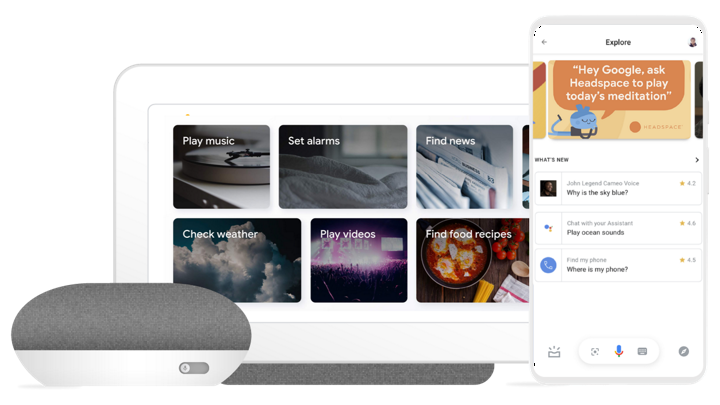 Play music
Set alarms
Find news
Check weather
Play videos
Find food recipes
Explore
“Hey Google, ask
Headspace to play
today's meditation”
HEADSPACE
WHAT'S NEW
John Legend Cameo Voice
4.2
Why is the sky blue?
Chat with your Assistant
4.6
Play ocean sounds
Find my phone
4.5
Where is my phone?